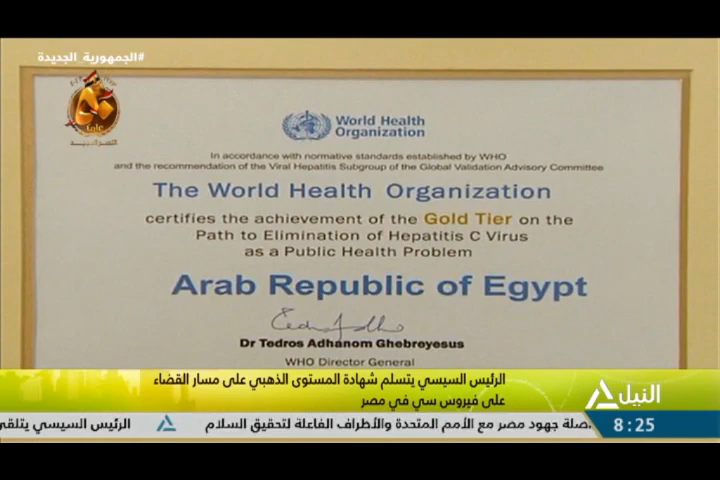 #الجمهورية_الجديدة
World Health
Organization
In accordance with normative standards established by WHO
and the recommendation of the Viral Hepatitis Subgroup of the Global Validation Advisory Committee
The World Health Organization
certifies the achievement of the Gold Tier on the
Path to Elimination of Hepatitis C Virus
as a Public Health Problem
Arab Republic of Egypt
Dr Tedros Adhanom Ghebreyesus
WHO Director General
الرئيس السيسي يتسلم شهادة المستوى الذهبي على مسار القضاء
على فيروس سي في مصر
النيل
8:25
جهود مصر مع الأمم المتحدة والأطراف الفاعلة لتحقيق السلام
الرئيس السيسي